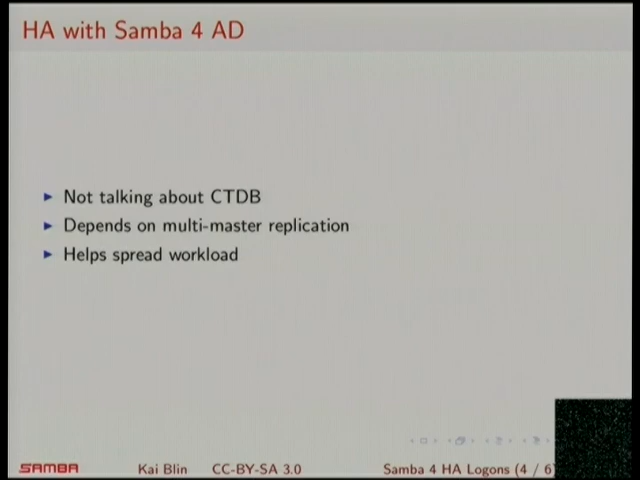 HA with Samba 4 AD
Not talking about CTDB
Depends on multi-master replication
Helps spread workload
SAMBA Kai Blin CC-BY-SA 3.0 Samba 4 HA Logons (4 / 6)